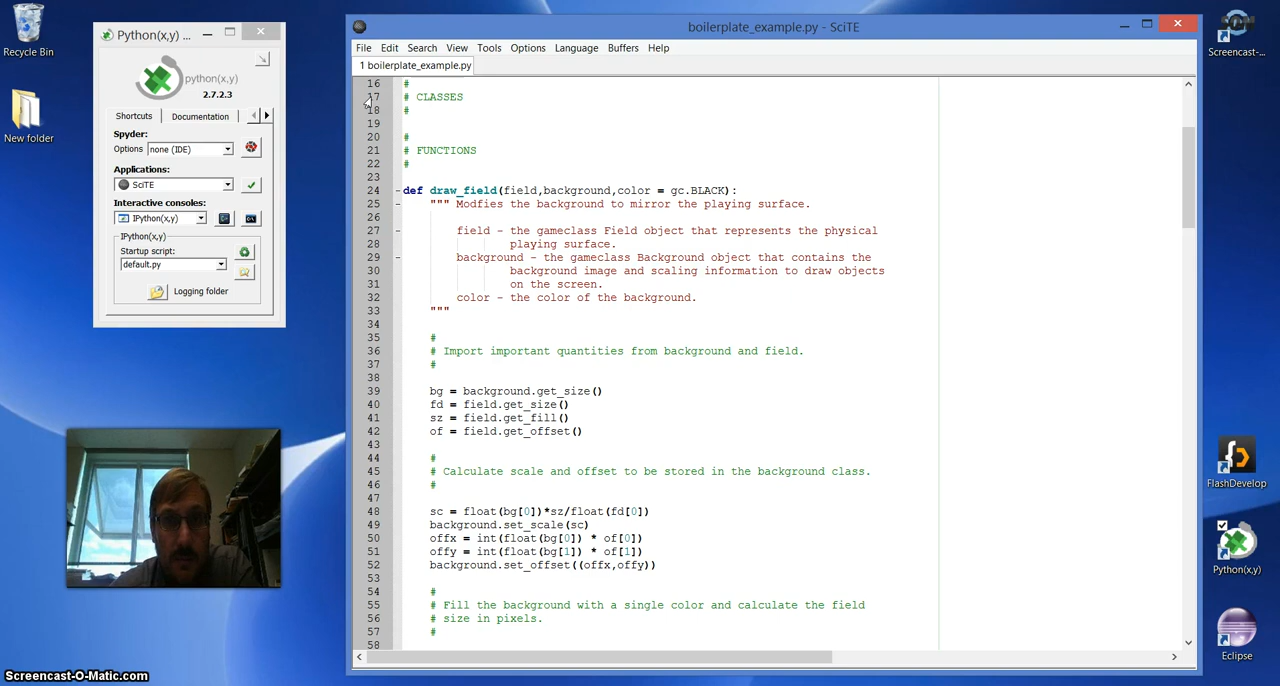 Recycle Bin
New folder
Python(x,y) ...
python(x,y)
2.7.2.3
Shortcuts
Documentation
Spyder:
Options
none (IDE)
Applications:
SciTE
Interactive consoles:
IPython(x,y)
IPython(x,y)
Startup script:
default.py
Logging folder
boilerplate_example.py - SciTE
File Edit Search View Tools Options Language Buffers Help
1 boilerplate_example.py
16 #
17 # CLASSES
18 #
19
20 #
21 # FUNCTIONS
22 #
23
24 def draw_field(field,background,color = gc.BLACK):
25 """ Modfies the background to mirror the playing surface.
26
27 field - the gameclass Field object that represents the physical
28 playing surface.
29 background - the gameclass Background object that contains the
30 background image and scaling information to draw objects
31 on the screen.
32 color - the color of the background.
33 """
34
35 #
36 # Import important quantities from background and field.
37 #
38
39 bg = background.get_size()
40 fd = field.get_size()
41 sz = field.get_fill()
42 of = field.get_offset()
43
44 #
45 # Calculate scale and offset to be stored in the background class.
46 #
47
48 sc = float(bg[0])*sz/float(fd[0])
49 background.set_scale(sc)
50 offx = int(float(bg[0]) * of[0])
51 offy = int(float(bg[1]) * of[1])
52 background.set_offset((offx,offy))
53
54 #
55 # Fill the background with a single color and calculate the field
56 # size in pixels.
57 #
58
Screencast-...
FlashDevelop
Python(x,y)
Eclipse
Screencast-O-Matic.com